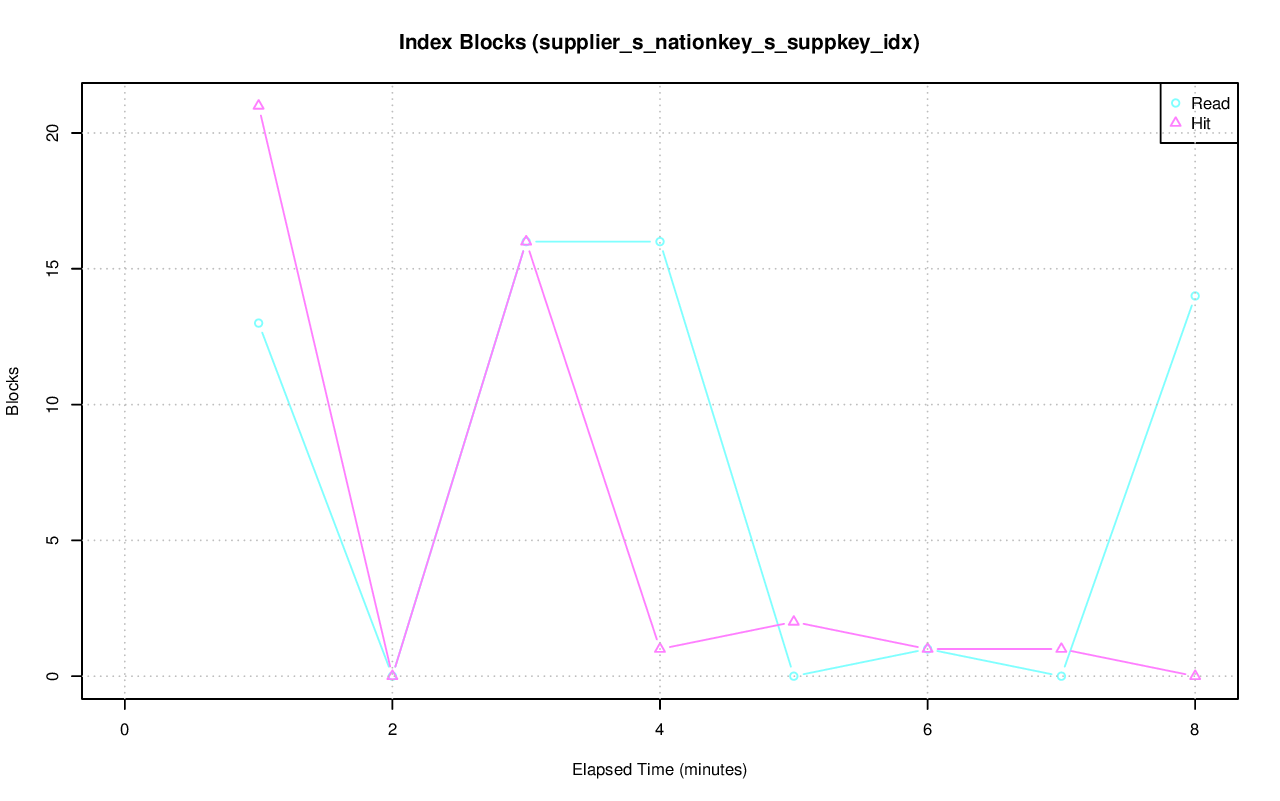 Index Blocks (supplier_s_nationkey_s_suppkey_idx)
Read
Hit
Blocks
20
15
10
5
0
0 2 4 6 8
Elapsed Time (minutes)